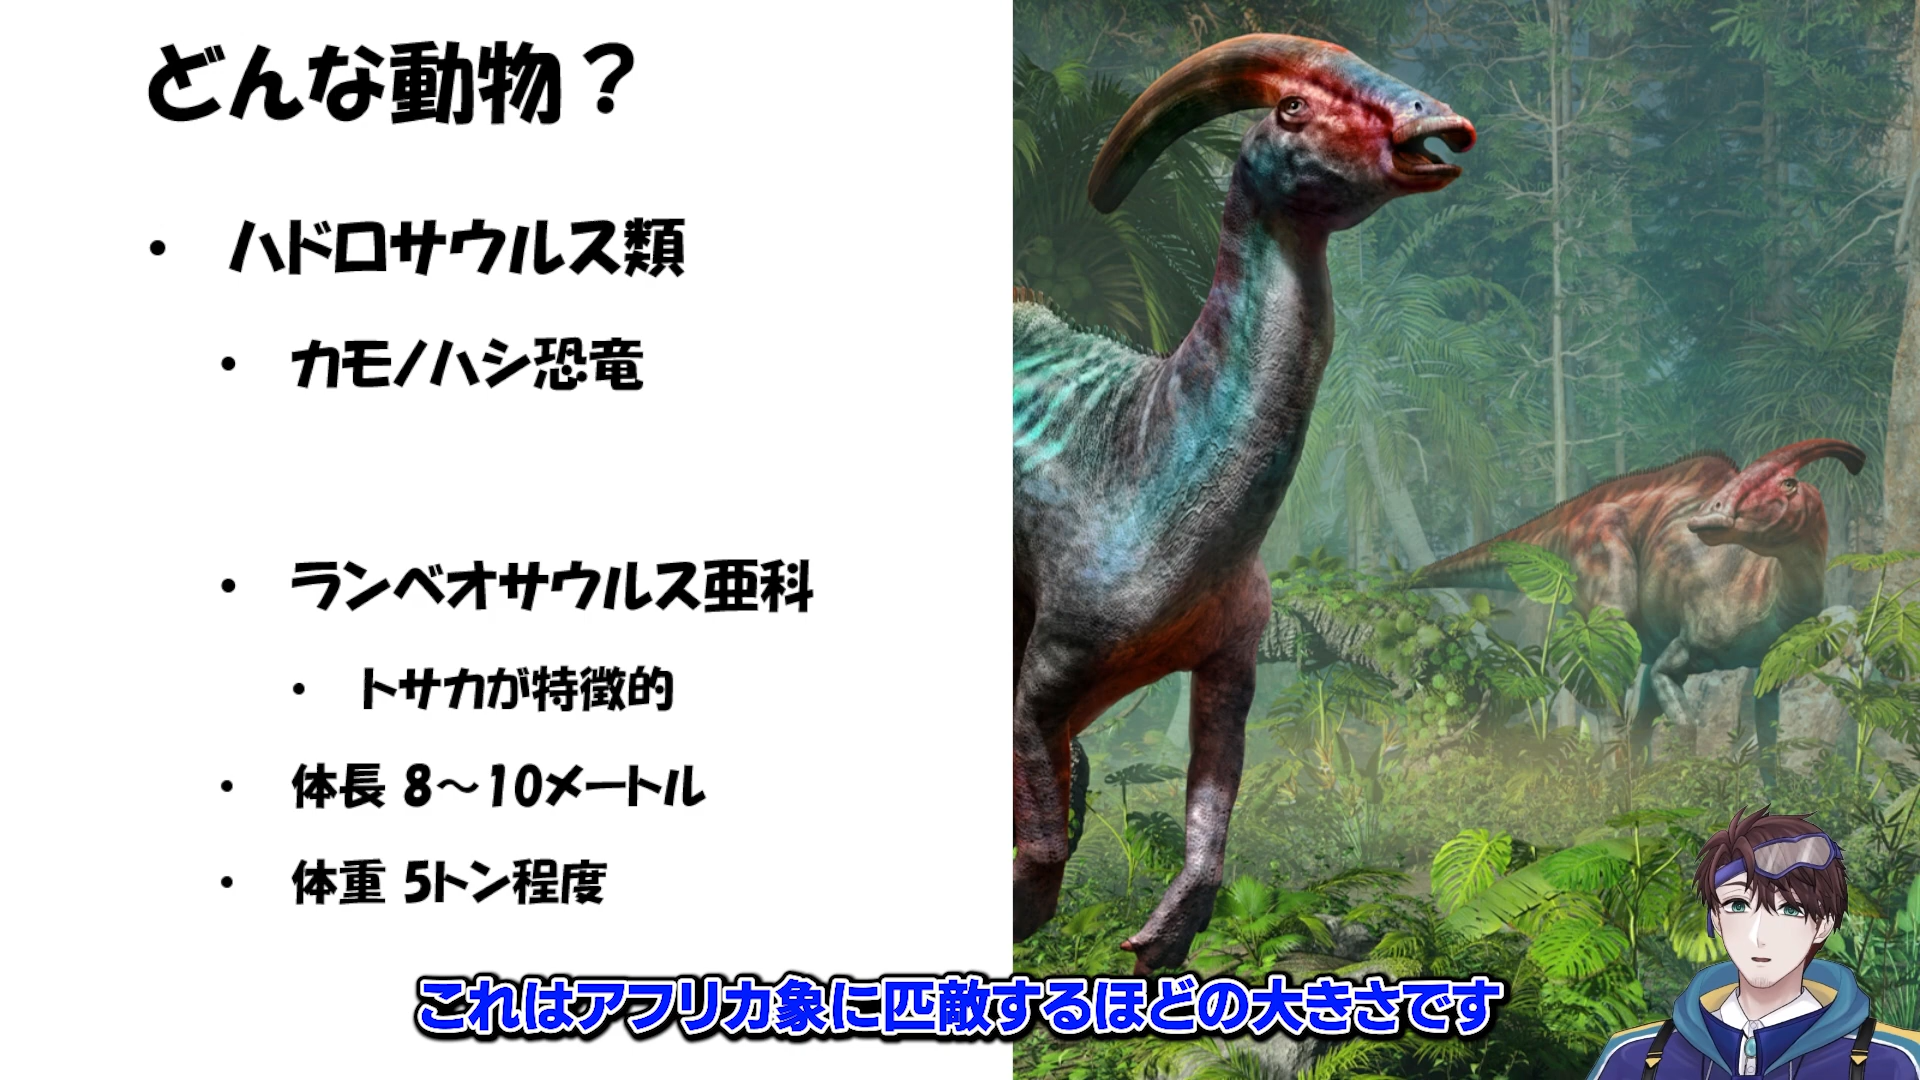 どんな動物？
• ハドロサウルス類
• カモノハシ恐竜
• ランベオサウルス亜科
• トサカが特徴的
• 体長 8～10メートル
• 体重 5トン程度
これはアフリカ象に匹敵するほどの大きさです